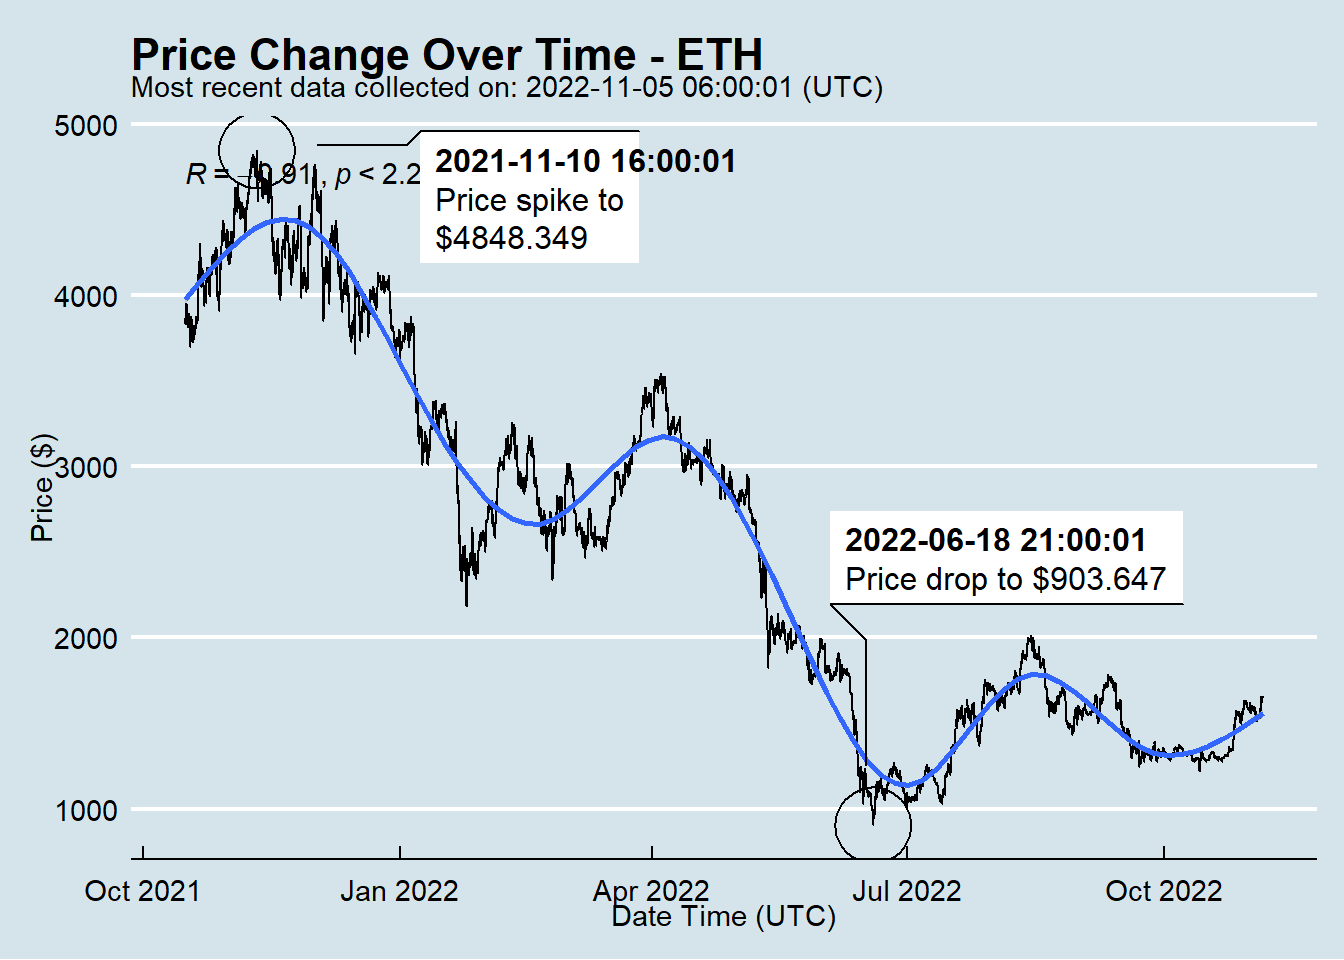 Price Change Over Time - ETH
Most recent data collected on: 2022-11-05 06:00:01 (UTC)
5000
4000
3000
2000
1000
Price ($)
R = −0.91, p < 2.2
2021-11-10 16:00:01
Price spike to
$4848.349
2022-06-18 21:00:01
Price drop to $903.647
Oct 2021
Jan 2022
Apr 2022
Jul 2022
Oct 2022
Date Time (UTC)